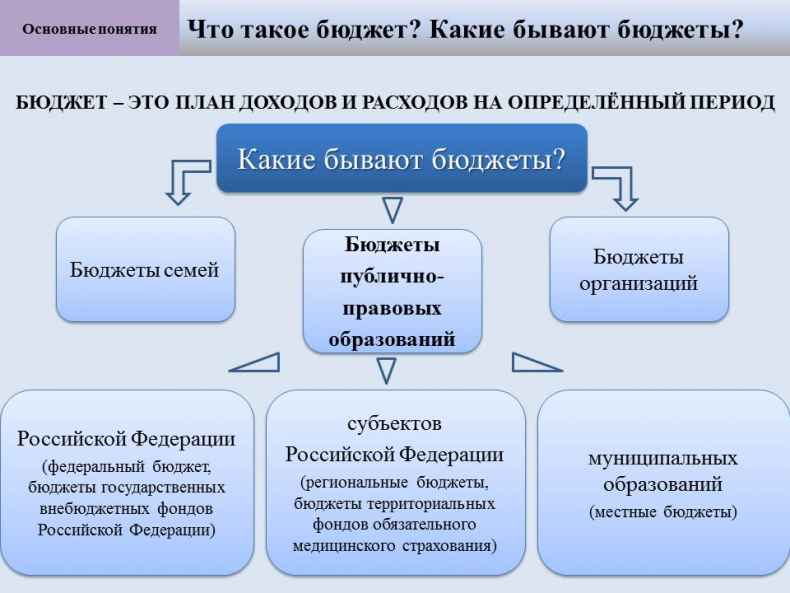 Основные понятия
Что такое бюджет? Какие бывают бюджеты?
БЮДЖЕТ – ЭТО ПЛАН ДОХОДОВ И РАСХОДОВ НА ОПРЕДЕЛЁННЫЙ ПЕРИОД
Какие бывают бюджеты?
Бюджеты семей
Бюджеты
публично-
правовых
образований
Бюджеты
организаций
Российской Федерации
(федеральный бюджет,
бюджеты государственных
внебюджетных фондов
Российской Федерации)
субъектов
Российской Федерации
(региональные бюджеты,
бюджеты территориальных
фондов обязательного
медицинского страхования)
муниципальных
образований
(местные бюджеты)